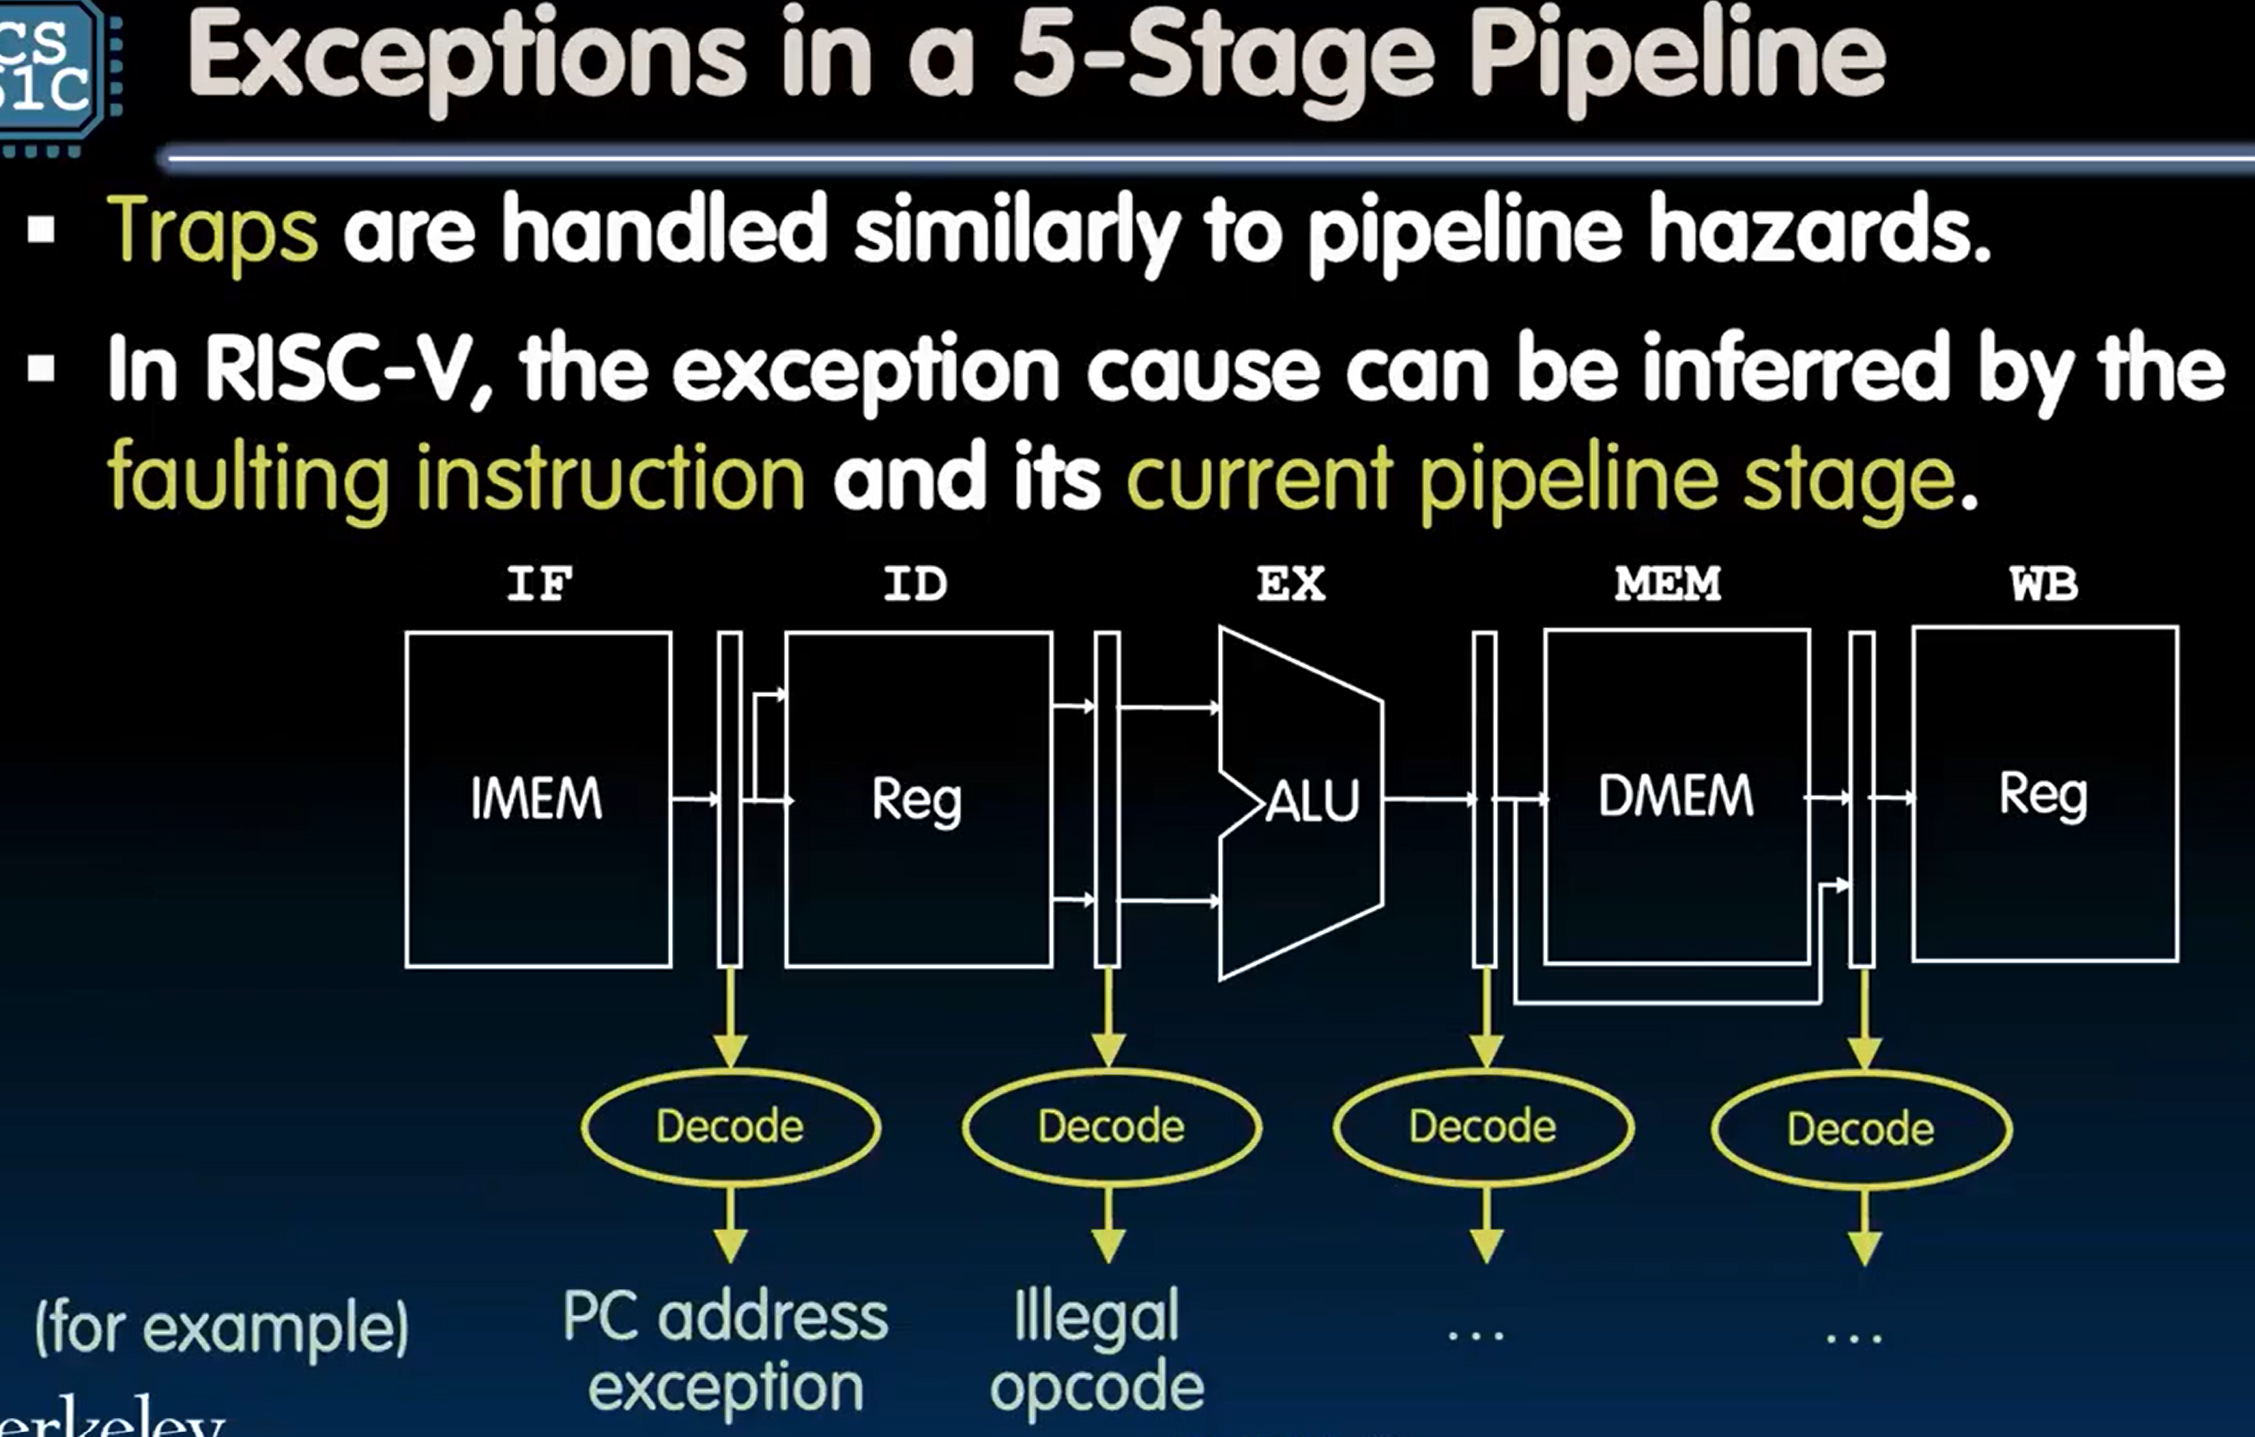 CS
61C
Exceptions in a 5-Stage Pipeline
▪ Traps are handled similarly to pipeline hazards.
▪ In RISC-V, the exception cause can be inferred by the
faulting instruction and its current pipeline stage.
IF ID EX MEM WB
IMEM Reg ALU DMEM Reg
Decode Decode Decode Decode
(for example) PC address Illegal ... ...
exception opcode
erkeley